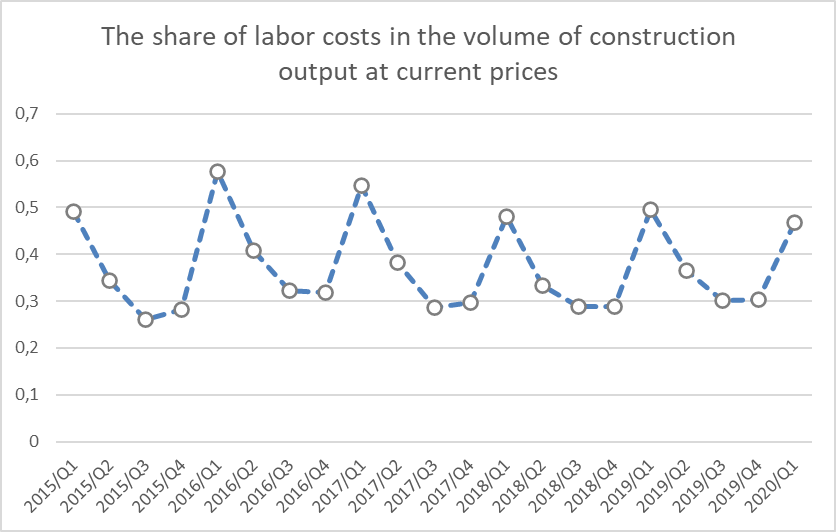 The share of labor costs in the volume of construction
output at current prices
0,7
0,6
0,5
0,4
0,3
0,2
0,1
0
2015/Q1
2015/Q2
2015/Q3
2015/Q4
2016/Q1
2016/Q2
2016/Q3
2016/Q4
2017/Q1
2017/Q2
2017/Q3
2017/Q4
2018/Q1
2018/Q2
2018/Q3
2018/Q4
2019/Q1
2019/Q2
2019/Q3
2019/Q4
2020/Q1